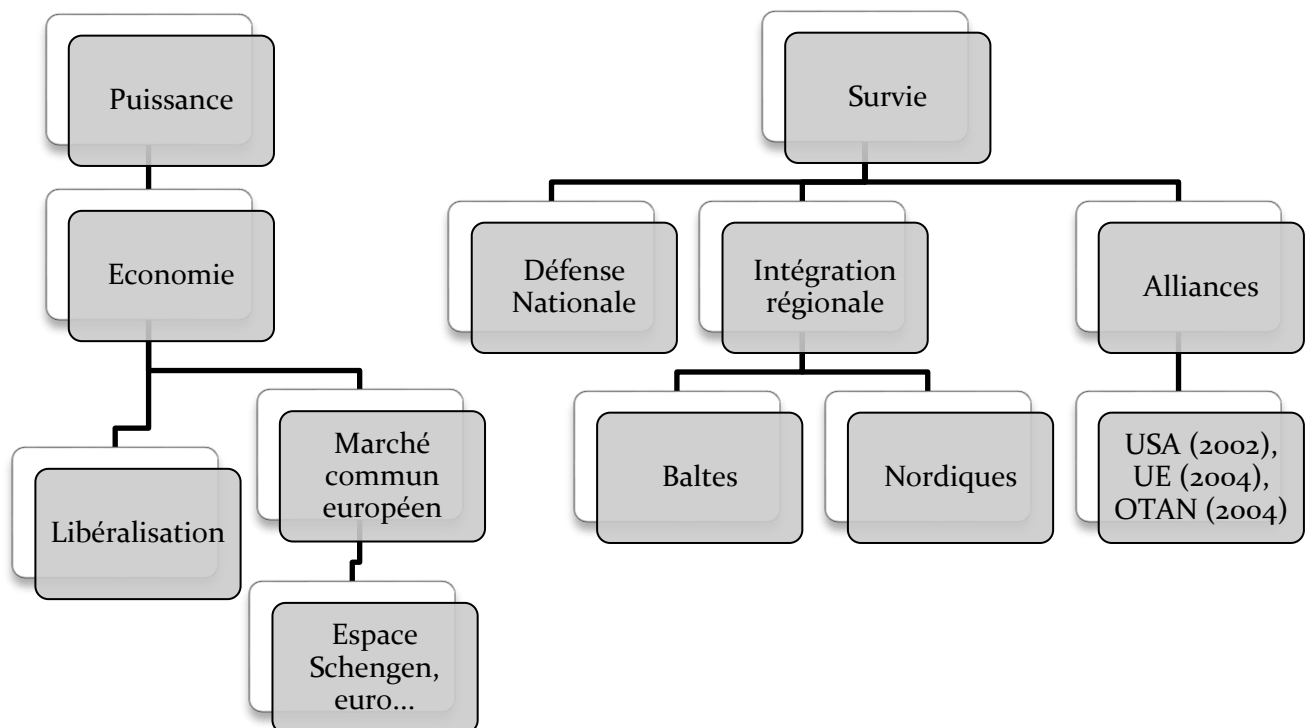 Puissance
Economie
Libéralisation
Marché
commun
européen
Espace
Schengen,
euro...
Survie
Défense
Nationale
Intégration
régionale
Baltes
Nordiques
Alliances
USA (2002),
UE (2004),
OTAN (2004)